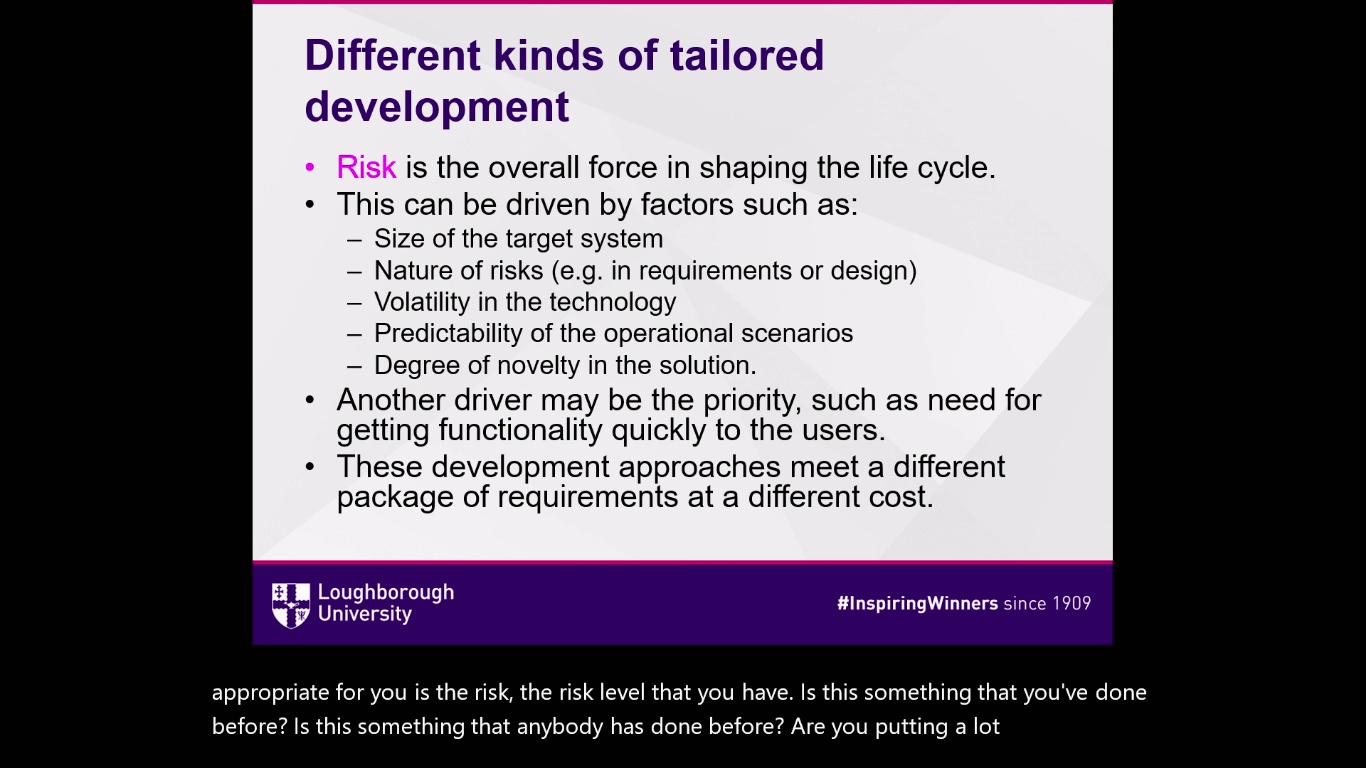 Different kinds of tailored
development
• Risk is the overall force in shaping the life cycle.
• This can be driven by factors such as:
– Size of the target system
– Nature of risks (e.g. in requirements or design)
– Volatility in the technology
– Predictability of the operational scenarios
– Degree of novelty in the solution.
• Another driver may be the priority, such as need for
getting functionality quickly to the users.
• These development approaches meet a different
package of requirements at a different cost.
Loughborough
University
#InspiringWinners since 1909
appropriate for you is the risk, the risk level that you have. Is this something that you've done
before? Is this something that anybody has done before? Are you putting a lot